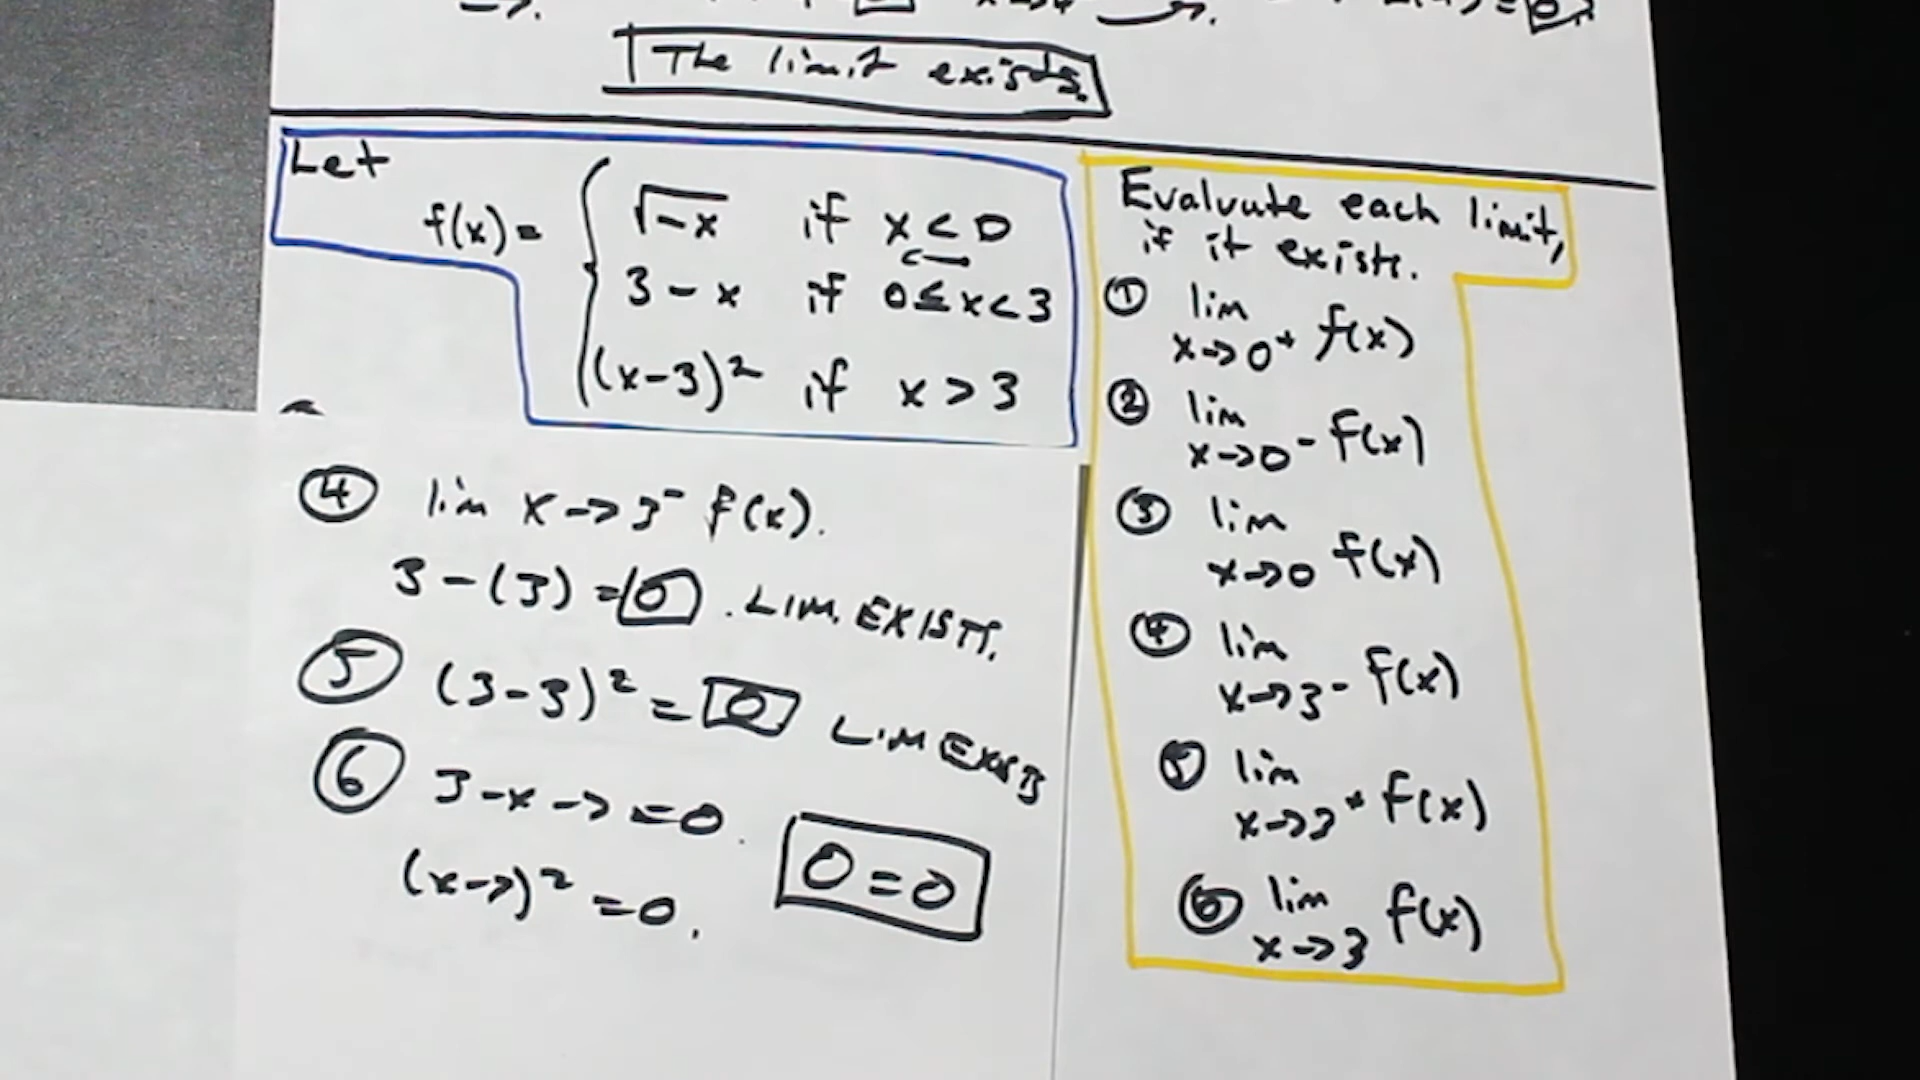 The limit exists.
Let
f(x) = { √-x if x < 0
3 - x if 0 ≤ x < 3
(x-3)² if x > 3
Evaluate each limit,
if it exists.
① lim
x→0⁺ f(x)
② lim
x→0⁻ f(x)
③ lim
x→0 f(x)
④ lim
x→3⁻ f(x)
⑤ lim
x→3⁺ f(x)
⑥ lim
x→3 f(x)
④ lim x→3⁻ f(x).
3-(3) = 0. LIM. EXISTS.
⑤ (3-3)² = 0 LIM EXISTS
⑥ 3-x-> =0.
(x->)² =0.
0=0